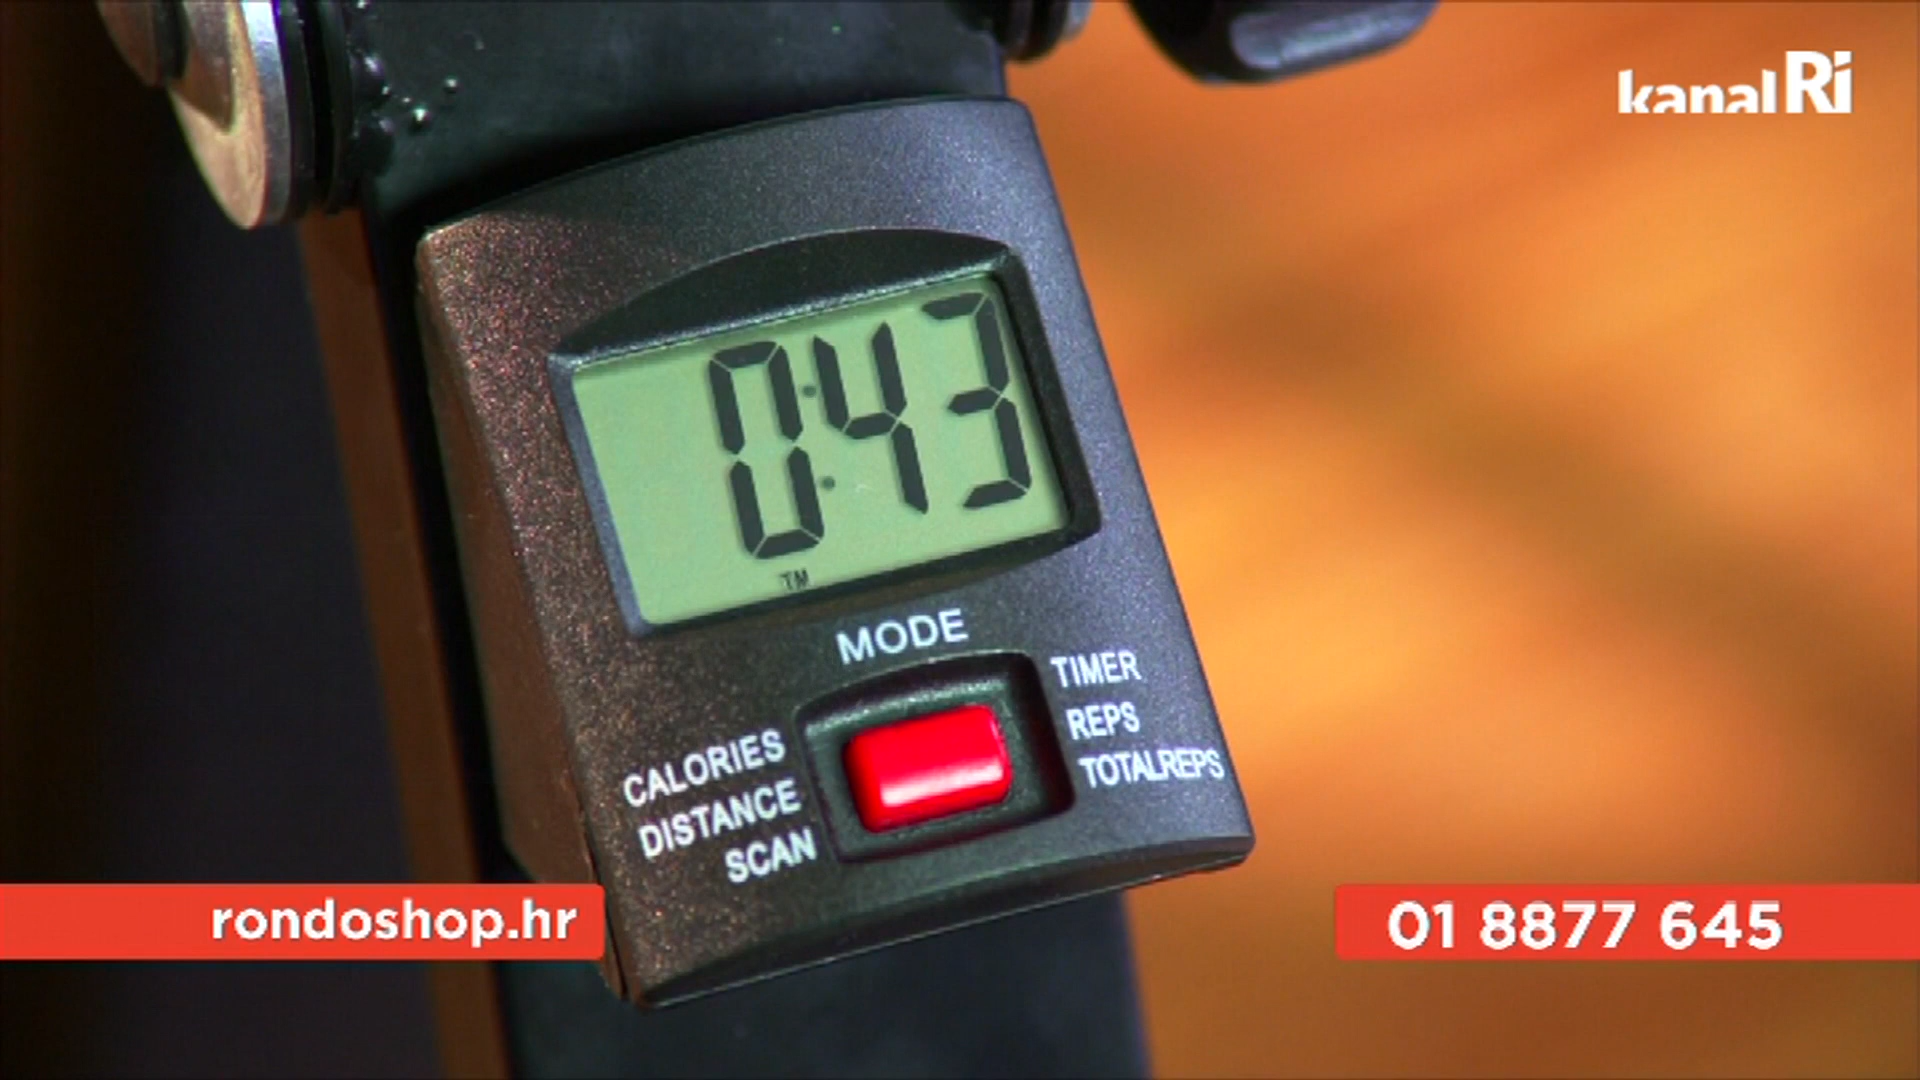 kanal Ri
0:43
TM
MODE
TIMER
REPS
TOTALREPS
CALORIES
DISTANCE
SCAN
rondoshop.hr
01 8877 645